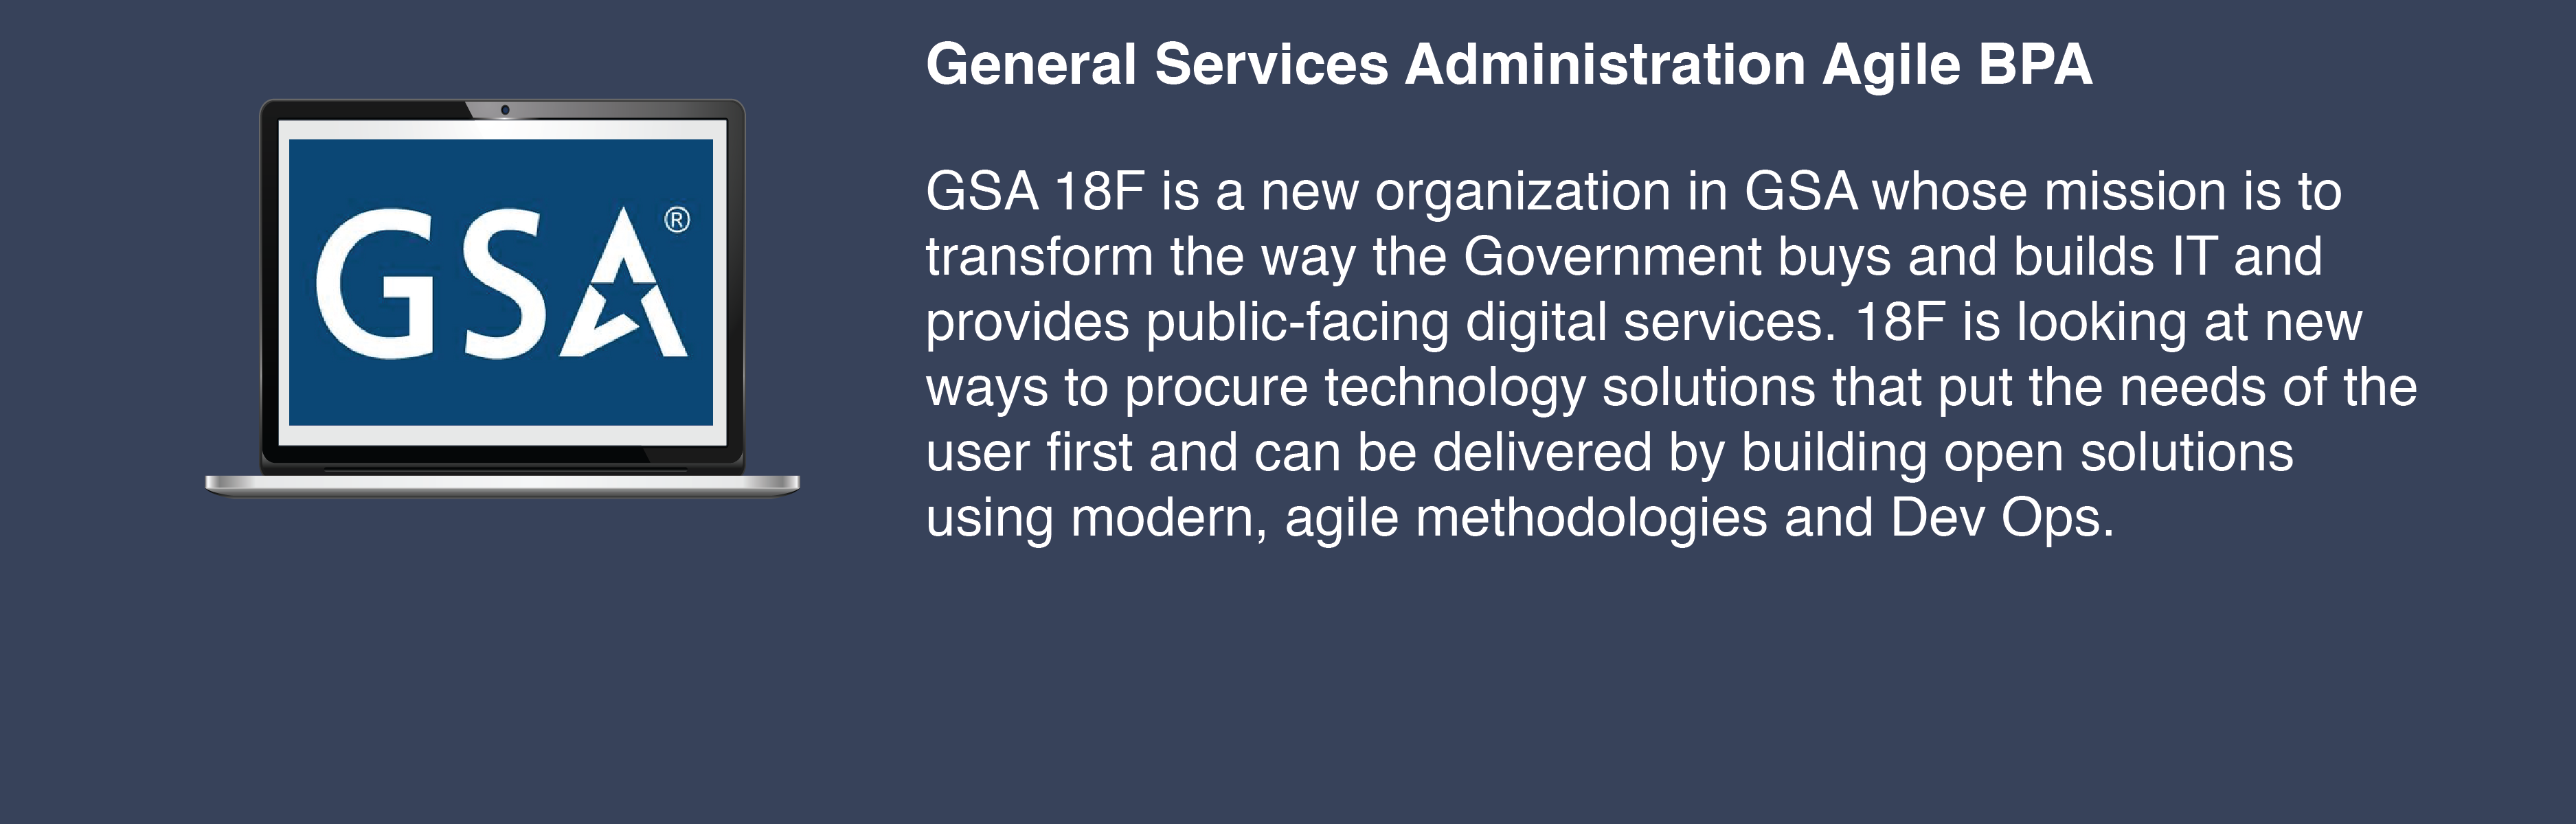 General Services Administration Agile BPA
GSA®
GSA 18F is a new organization in GSA whose mission is to
transform the way the Government buys and builds IT and
provides public-facing digital services. 18F is looking at new
ways to procure technology solutions that put the needs of the
user first and can be delivered by building open solutions
using modern, agile methodologies and Dev Ops.